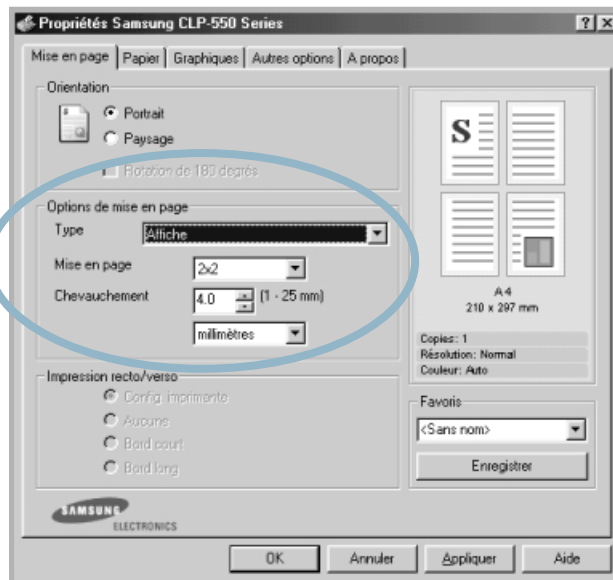 Propriétés Samsung CLP-550 Series
Mise en page Papier Graphiques Autres options A propos
Orientation
Portrait
Paysage
Rotation de 180 degrés
Options de mise en page
Type Affiche
Mise en page 2x2
Chevauchement 4.0 (1 - 25 mm)
millimètres
Impression recto/verso
Config. imprimante
Aucune
Bord court
Bord long
SAMSUNG
ELECTRONICS
S
A4
210 x 297 mm
Copies: 1
Résolution: Normal
Couleur: Auto
Favoris
<Sans nom>
Enregistrer
OK Annuler Appliquer Aide